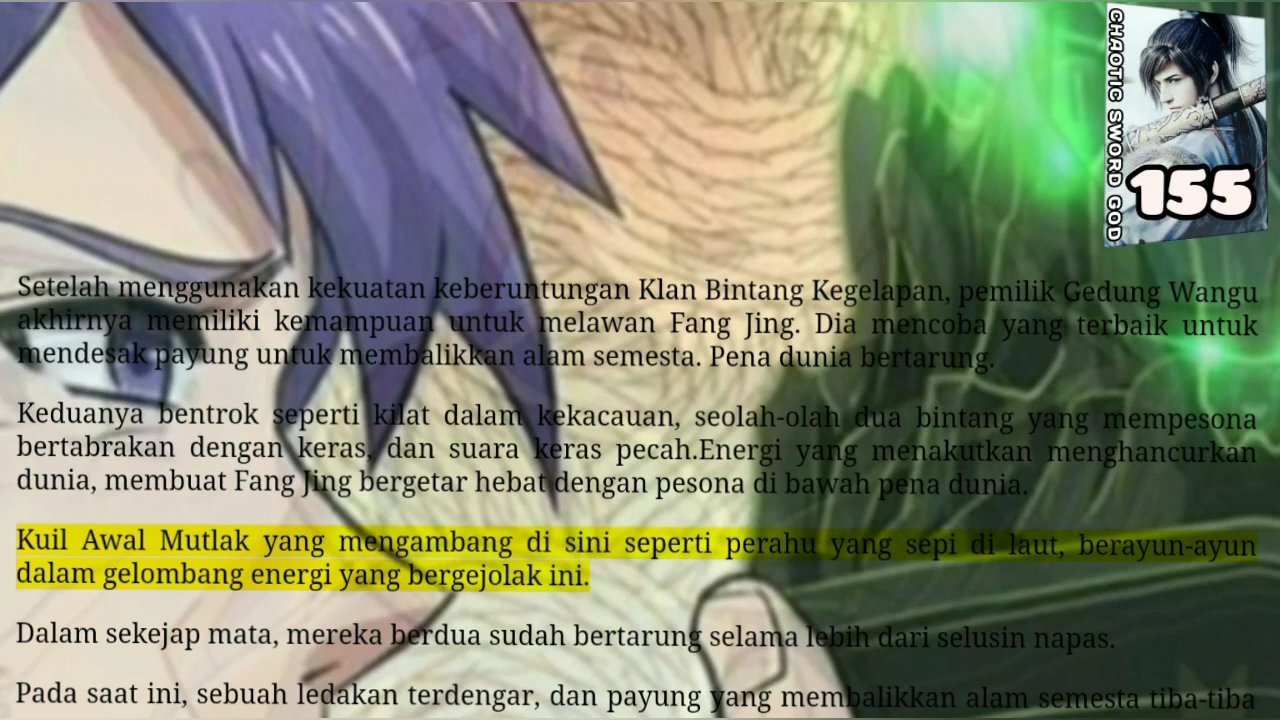 CHAOTIC SWORD GOD
155
Setelah menggunakan kekuatan keberuntungan Klan Bintang Kegelapan, pemilik Gedung Wangu
akhirnya memiliki kemampuan untuk melawan Fang Jing. Dia mencoba yang terbaik untuk
mendesak payung untuk membalikkan alam semesta. Pena dunia bertarung.
Keduanya bentrok seperti kilat dalam kekacauan, seolah-olah dua bintang yang mempesona
bertabrakan dengan keras, dan suara keras pecah.Energi yang menakutkan menghancurkan
dunia, membuat Fang Jing bergetar hebat dengan pesona di bawah pena dunia.
Kuil Awal Mutlak yang mengambang di sini seperti perahu yang sepi di laut, berayun-ayun
dalam gelombang energi yang bergejolak ini.
Dalam sekejap mata, mereka berdua sudah bertarung selama lebih dari selusin napas.
Pada saat ini, sebuah ledakan terdengar, dan payung yang membalikkan alam semesta tiba-tiba